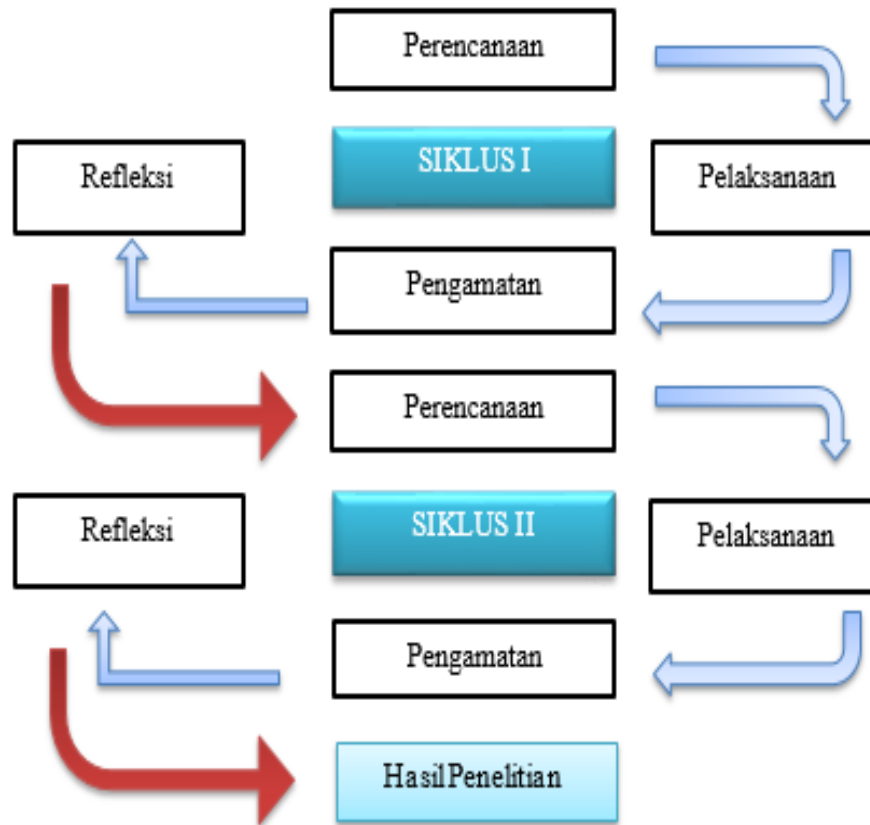 Perencanaan
SIKLUS I
Refleksi
Pelaksanaan
Pengamatan
Perencanaan
SIKLUS II
Refleksi
Pelaksanaan
Pengamatan
Hasil Penelitian